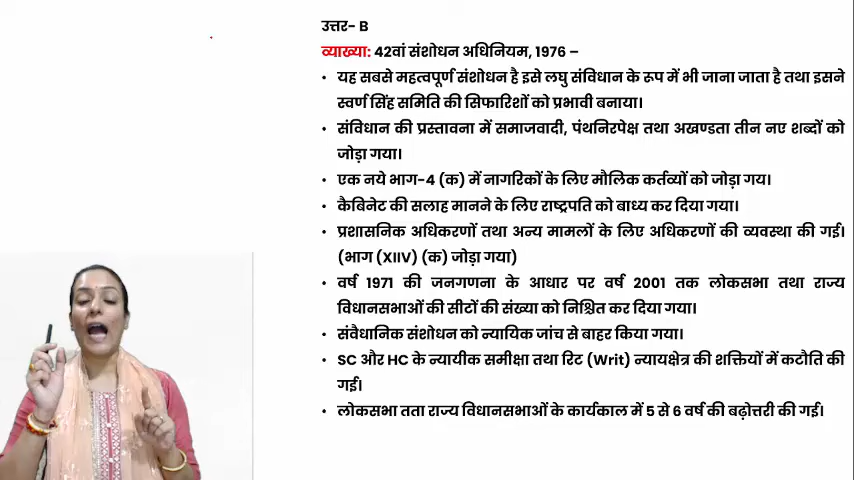 उत्तर- B
व्याख्या: 42वां संशोधन अधिनियम, 1976 –
• यह सबसे महत्वपूर्ण संशोधन है इसे लघु संविधान के रूप में भी जाना जाता है तथा इसने
स्वर्ण सिंह समिति की सिफारिशों को प्रभावी बनाया।
• संविधान की प्रस्तावना में समाजवादी, पंथनिरपेक्ष तथा अखण्डता तीन नए शब्दों को
जोड़ा गया।
• एक नये भाग-4 (क) में नागरिकों के लिए मौलिक कर्तव्यों को जोड़ा गय।
• कैबिनेट की सलाह मानने के लिए राष्ट्रपति को बाध्य कर दिया गया।
• प्रशासनिक अधिकरणों तथा अन्य मामलों के लिए अधिकरणों की व्यवस्था की गई।
(भाग (XIIV) (क) जोड़ा गया)
• वर्ष 1971 की जनगणना के आधार पर वर्ष 2001 तक लोकसभा तथा राज्य
विधानसभाओं की सीटों की संख्या को निश्चित कर दिया गया।
• संवैधानिक संशोधन को न्यायिक जांच से बाहर किया गया।
• SC और HC के न्यायीक समीक्षा तथा रिट (Writ) न्यायक्षेत्र की शक्तियों में कटौति की
गई।
• लोकसभा तता राज्य विधानसभाओं के कार्यकाल में 5 से 6 वर्ष की बढ़ोत्तरी की गई।